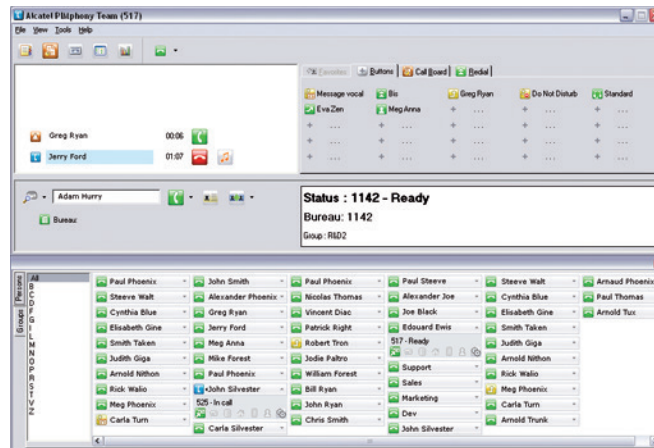 Alcatel PIMphony Team (517)
File View Tools Help
Favorites Buttons Call Board Redial
Message vocal Bis Greg Ryan Do Not Disturb Standard
Eva Zen Meg Anna + ... + ... + ...
+ ... + ... + ... + ... + ...
+ ... + ... + ... + ... + ...
+ ... + ... + ... + ... + ...
Greg Ryan 00:06
Jerry Ford 01:07
Adam Hurry
Bureau:
Status : 1142 - Ready
Bureau: 1142
Group : R&D2
Persons
Groups
All
B
C
D
F
G
I
L
M
N
O
P
R
S
T
V
Z
Paul Phoenix
Steeve Walt
Cynthia Blue
Elisabeth Gine
Smith Taken
Judith Giga
Arnold Nithon
Rick Walio
Meg Phoenix
Carla Turn
John Smith
Alexander Phoenix
Greg Ryan
Jerry Ford
Meg Anna
Mike Forest
Paul Phoenix
John Silvester
525 - In call
Carla Silvester
Paul Phoenix
Nicolas Thomas
Vincent Diac
Patrick Right
Robert Tron
Jodie Paltro
William Forest
Bill Ryan
John Ryan
Chris Smith
Paul Steeve
Alexander Joe
Joe Black
Edouard Ewis
517 - Ready
Support
Sales
Marketing
Dev
John Silvester
Steeve Walt
Cynthia Blue
Elisabeth Gine
Smith Taken
Judith Giga
Arnold Nithon
Rick Walio
Meg Phoenix
Carla Turn
Arnold Trunk
Arnaud Phoenix
Paul Thomas
Arnold Tux